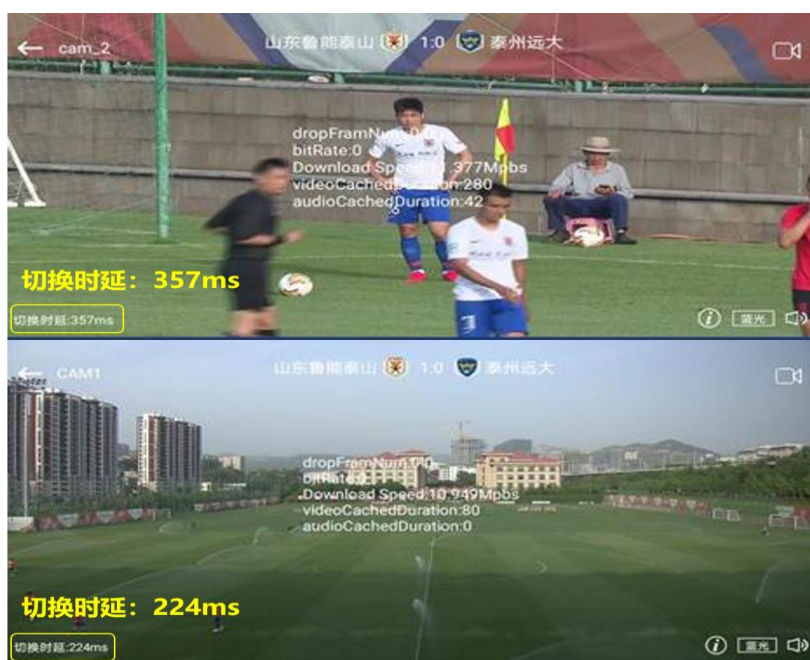 cam_2
山东鲁能泰山 1:0 泰州远大
dropFramNum:0.0
bitRate:0
Download Speed:11.377Mpbs
videoCachedDuration:280
audioCachedDuration:42
切换时延：357ms
切换时延:357ms
蓝光
CAM1
山东鲁能泰山 1:0 泰州远大
dropFramNum:0.0
bitRate:0
Download Speed:10.949Mpbs
videoCachedDuration:80
audioCachedDuration:0
切换时延：224ms
切换时延:224ms
蓝光